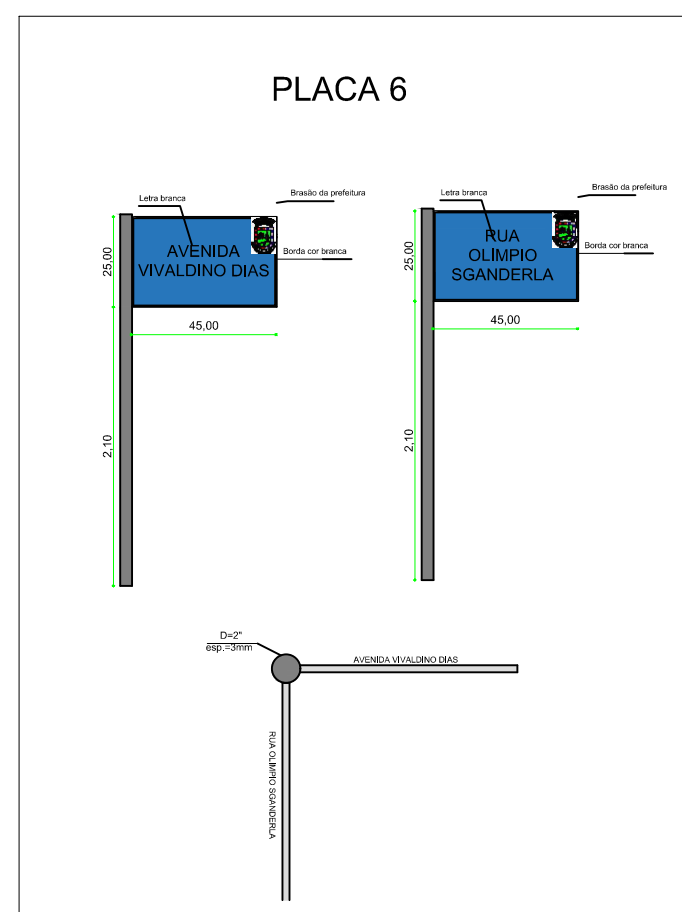 PLACA 6
Letra branca
Brasão da prefeitura
AVENIDA
VIVALDINO DIAS
Borda cor branca
25,00
45,00
2,10
Letra branca
Brasão da prefeitura
RUA
OLÍMPIO
SGANDERLA
Borda cor branca
25,00
45,00
2,10
D=2"
esp.=3mm
AVENIDA VIVALDINO DIAS
RUA OLÍMPIO SGANDERLA